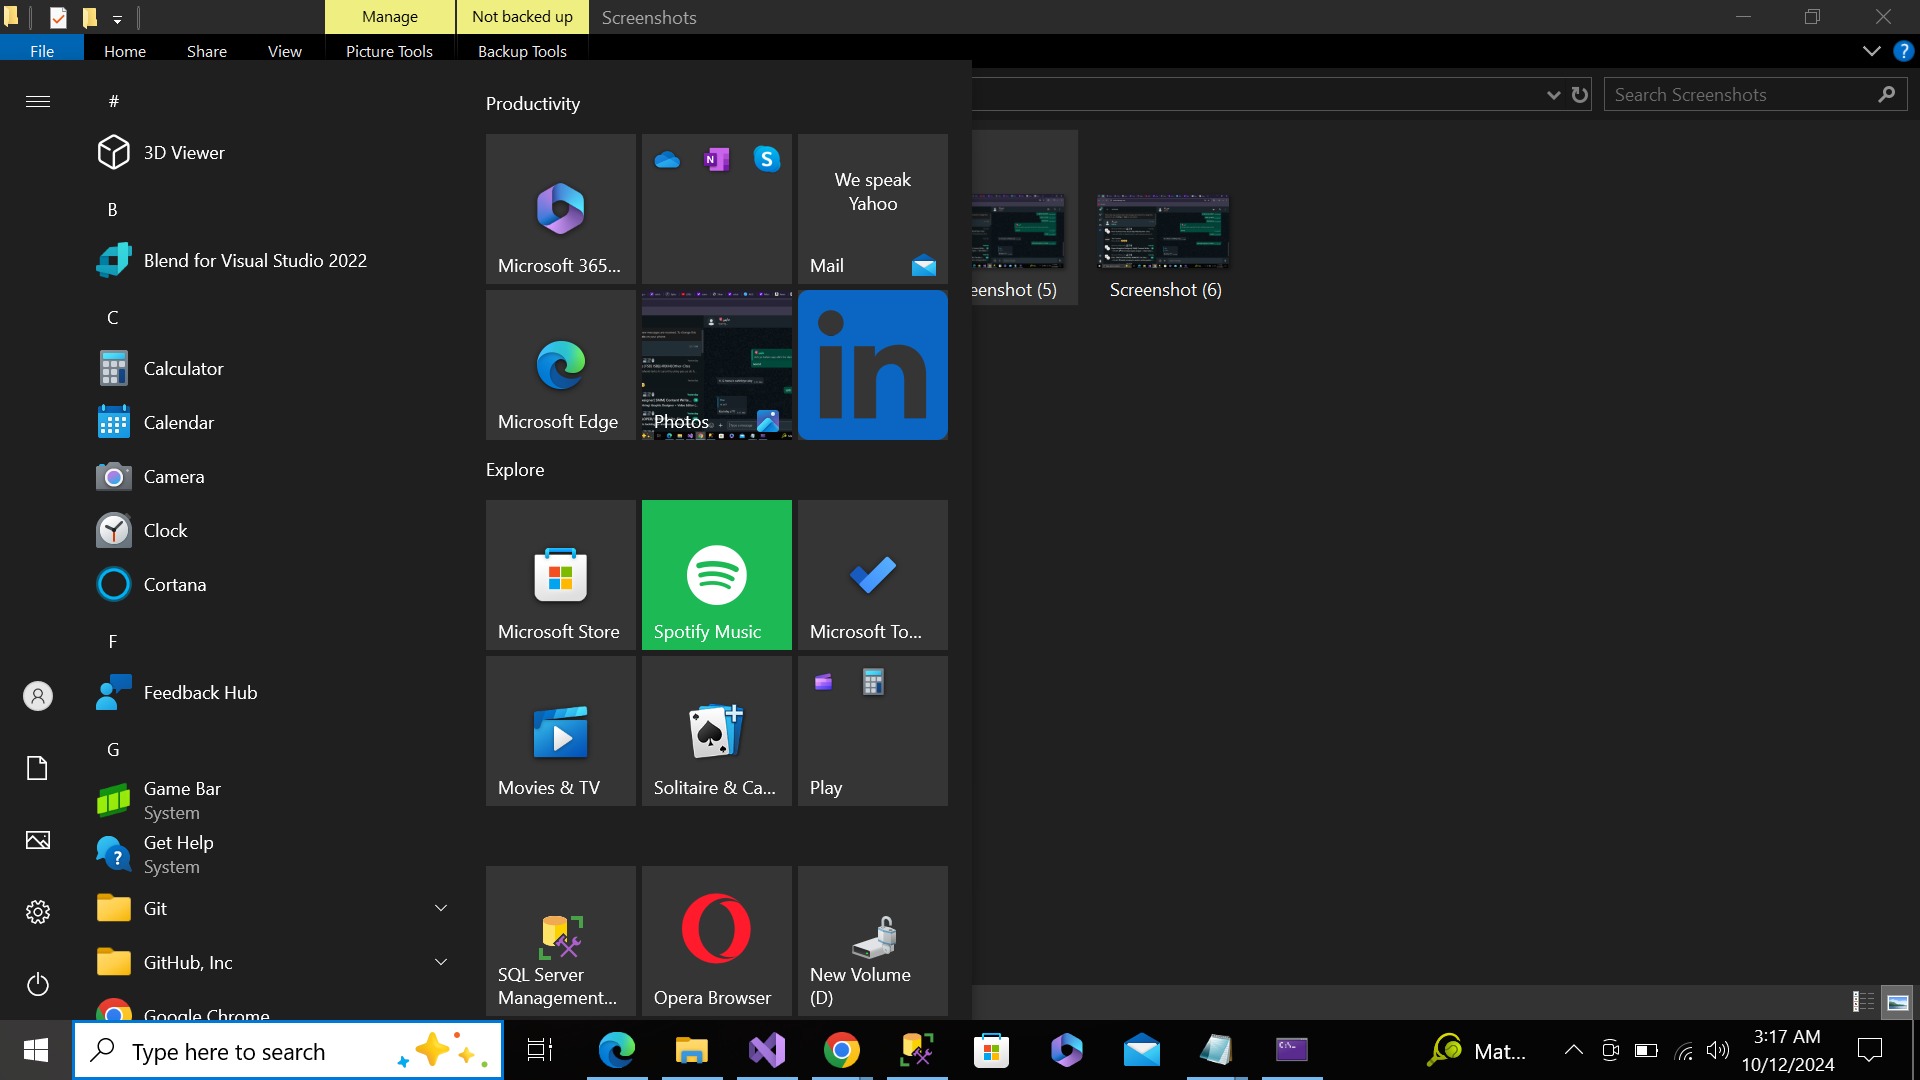 Manage
Not backed up
Screenshots
File
Home
Share
View
Picture Tools
Backup Tools
?
Search Screenshots
#
3D Viewer
B
Blend for Visual Studio 2022
C
Calculator
Calendar
Camera
Clock
Cortana
F
Feedback Hub
G
Game Bar
System
Get Help
System
Git
GitHub, Inc
Google Chrome
Productivity
Microsoft 365...
N
S
We speak
Yahoo
Mail
Microsoft Edge
Photos
in
Explore
Microsoft Store
Spotify Music
Microsoft To...
Movies & TV
Solitaire & Ca...
Play
SQL Server
Management...
Opera Browser
New Volume
(D)
eenshot (5)
Screenshot (6)
Type here to search
Mat...
3:17 AM
10/12/2024